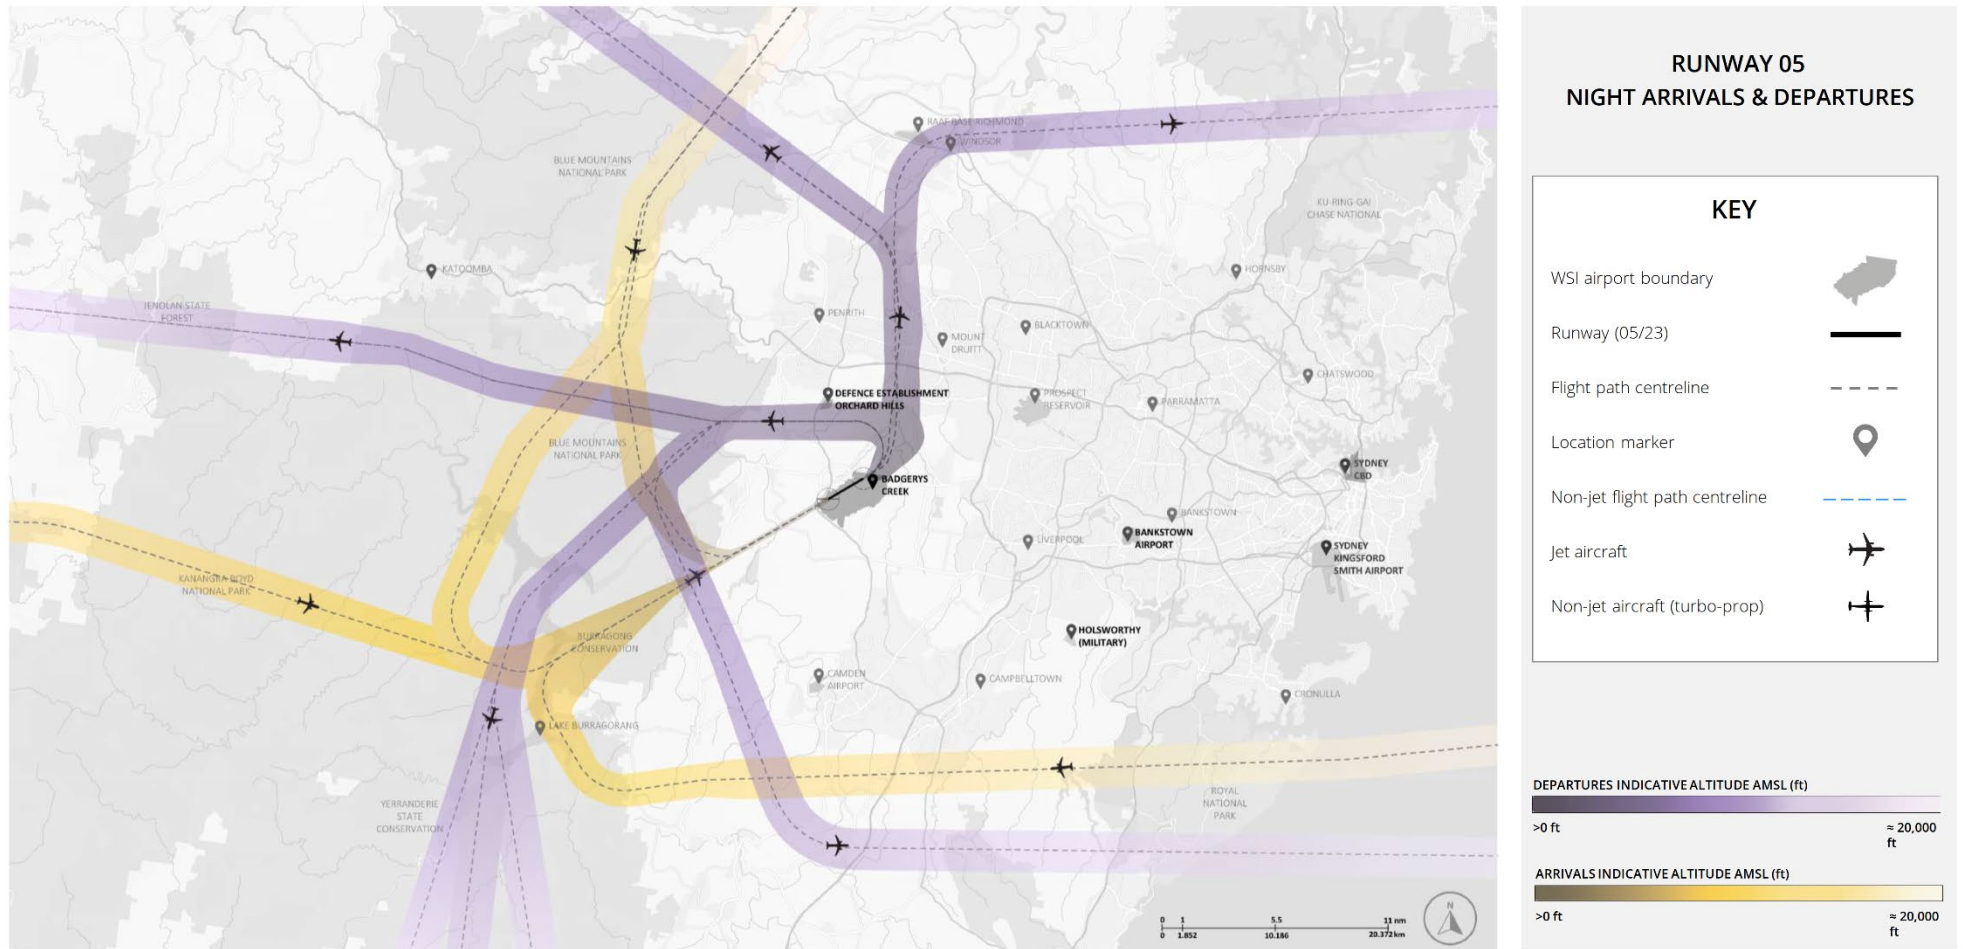 RAAF BASE RICHMOND
WINDSOR
BLUE MOUNTAINS
NATIONAL PARK
KU-RING-GAI
CHASE NATIONAL
KATOOMBA
HORNSBY
JENOLAN STATE
FOREST
PENRITH
BLACKTOWN
MOUNT
DRUITT
CHATSWOOD
DEFENCE ESTABLISHMENT
ORCHARD HILLS
PROSPECT
RESERVOIR
PARRAMATTA
BLUE MOUNTAINS
NATIONAL PARK
SYDNEY
CBD
BADGERYS
CREEK
BANKSTOWN
BANKSTOWN
AIRPORT
LIVERPOOL
SYDNEY
KINGSFORD
SMITH AIRPORT
KANANGRA-BOYD
NATIONAL PARK
BURRAGONG
CONSERVATION
HOLSWORTHY
(MILITARY)
CAMDEN
AIRPORT
CAMPBELLTOWN
CRONULLA
LAKE BURRAGORANG
YERRANDERIE
STATE
CONSERVATION
ROYAL
NATIONAL
PARK
0 1 5.5 11 nm
0 1.852 10.186 20.372km
N
RUNWAY 05
NIGHT ARRIVALS & DEPARTURES
KEY
WSI airport boundary
Runway (05/23)
Flight path centreline
Location marker
Non-jet flight path centreline
Jet aircraft
Non-jet aircraft (turbo-prop)
DEPARTURES INDICATIVE ALTITUDE AMSL (ft)
>0 ft ≈ 20,000
ft
ARRIVALS INDICATIVE ALTITUDE AMSL (ft)
>0 ft ≈ 20,000
ft